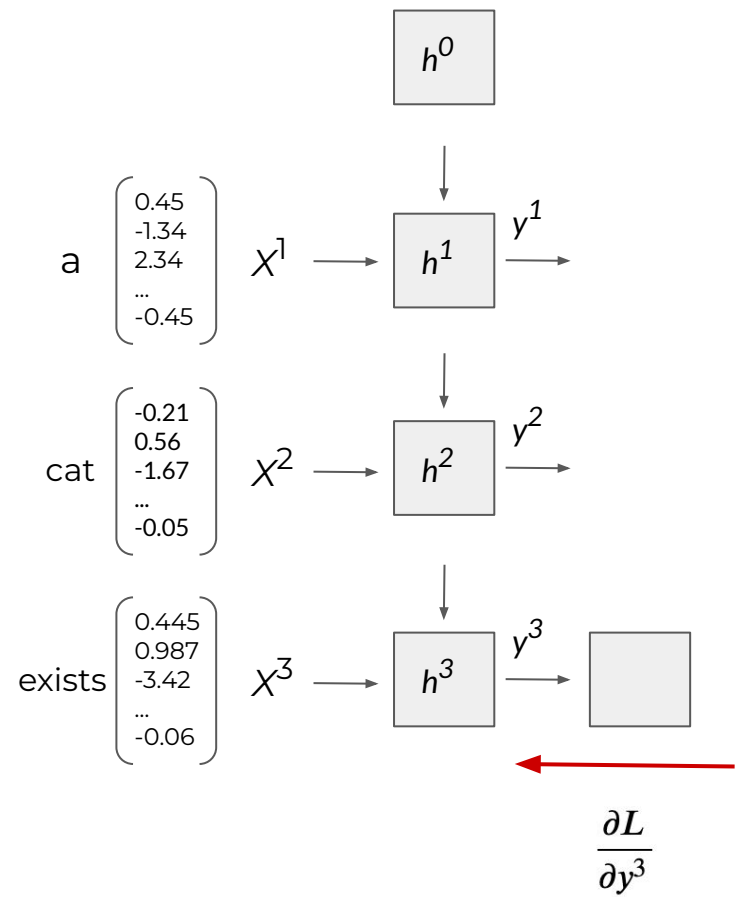 h⁰
a
0.45
-1.34
2.34
...
-0.45
X¹
h¹
y¹
cat
-0.21
0.56
-1.67
...
-0.05
X²
h²
y²
exists
0.445
0.987
-3.42
...
-0.06
X³
h³
y³
∂L
∂y³